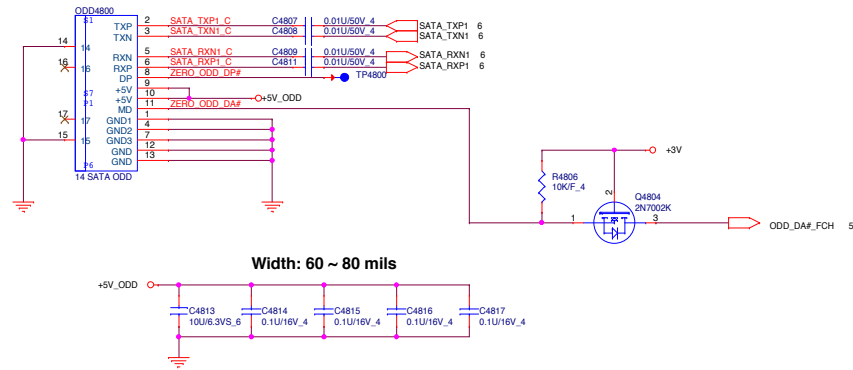 ODD4800
S1
TXP 2 SATA_TXP1_C C4807 0.01U/50V_4 SATA_TXP1 6
TXN 3 SATA_TXN1_C C4808 0.01U/50V_4 SATA_TXN1 6
14 14
RXN 5 SATA_RXN1_C C4809 0.01U/50V_4 SATA_RXN1 6
16 16 RXP 6 SATA_RXP1_C C4811 0.01U/50V_4 SATA_RXP1 6
DP 8 ZERO_ODD_DP# TP4800
S7 +5V 9
P1 +5V 10 +5V_ODD
MD 11 ZERO_ODD_DA#
17 17 GND1 1
GND2 4
15 15 GND3 7
GND 12
P6 GND 13
14 SATA ODD
+3V
R4806
10K/F_4
2
Q4804
2N7002K
1 3
ODD_DA#_FCH 5
Width: 60 ~ 80 mils
+5V_ODD
C4813 C4814 C4815 C4816 C4817
10U/6.3VS_6 0.1U/16V_4 0.1U/16V_4 0.1U/16V_4 0.1U/16V_4